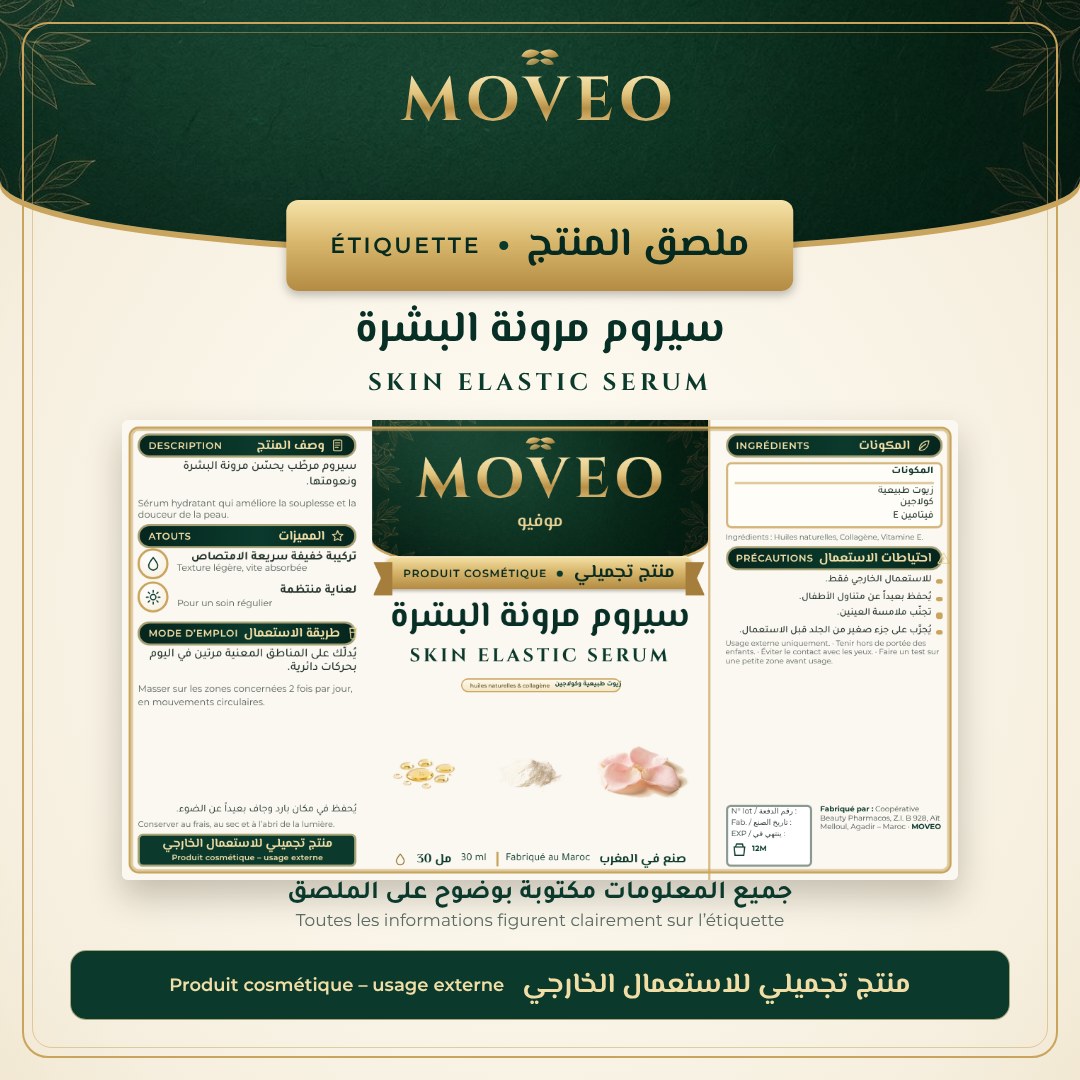 MOVEO
ملصق المنتج • ÉTIQUETTE
سيروم مرونة البشرة
SKIN ELASTIC SERUM
DESCRIPTION وصف المنتج
سيروم مرطّب يحسّن مرونة البشرة
ونعومتها.
Sérum hydratant qui améliore la souplesse et la
douceur de la peau.
ATOUTS المميزات
تركيبة خفيفة سريعة الامتصاص
Texture légère, vite absorbée
لعناية منتظمة
Pour un soin régulier
MODE D’EMPLOI طريقة الاستعمال
يُدلّك على المناطق المعنية مرتين في اليوم
بحركات دائرية.
Masser sur les zones concernées 2 fois par jour,
en mouvements circulaires.
يُحفظ في مكان بارد وجاف بعيداً عن الضوء.
Conserver au frais, au sec et à l’abri de la lumière.
منتج تجميلي للاستعمال الخارجي
Produit cosmétique – usage externe
MOVEO
موفيو
PRODUIT COSMÉTIQUE • منتج تجميلي
سيروم مرونة البشرة
SKIN ELASTIC SERUM
huiles naturelles & collagène زيوت طبيعية وكولاجين
30 مل 30 ml | Fabriqué au Maroc صنع في المغرب
INGRÉDIENTS المكونات
المكونات
زيوت طبيعية
كولاجين
فيتامين E
Ingrédients : Huiles naturelles, Collagène, Vitamine E.
PRÉCAUTIONS احتياطات الاستعمال
للاستعمال الخارجي فقط.
يُحفظ بعيداً عن متناول الأطفال.
تجنّب ملامسة العينين.
يُجرَّب على جزء صغير من الجلد قبل الاستعمال.
Usage externe uniquement. · Tenir hors de portée des
enfants. · Éviter le contact avec les yeux. · Faire un test sur
une petite zone avant usage.
N° lot / رقم الدفعة :
Fab. / تاريخ الصنع :
EXP / ينتهي في :
12M
Fabriqué par : Coopérative
Beauty Pharmacos, Z.I. B 928, Aït
Melloul, Agadir – Maroc · MOVEO
جميع المعلومات مكتوبة بوضوح على الملصق
Toutes les informations figurent clairement sur l’étiquette
Produit cosmétique – usage externe منتج تجميلي للاستعمال الخارجي